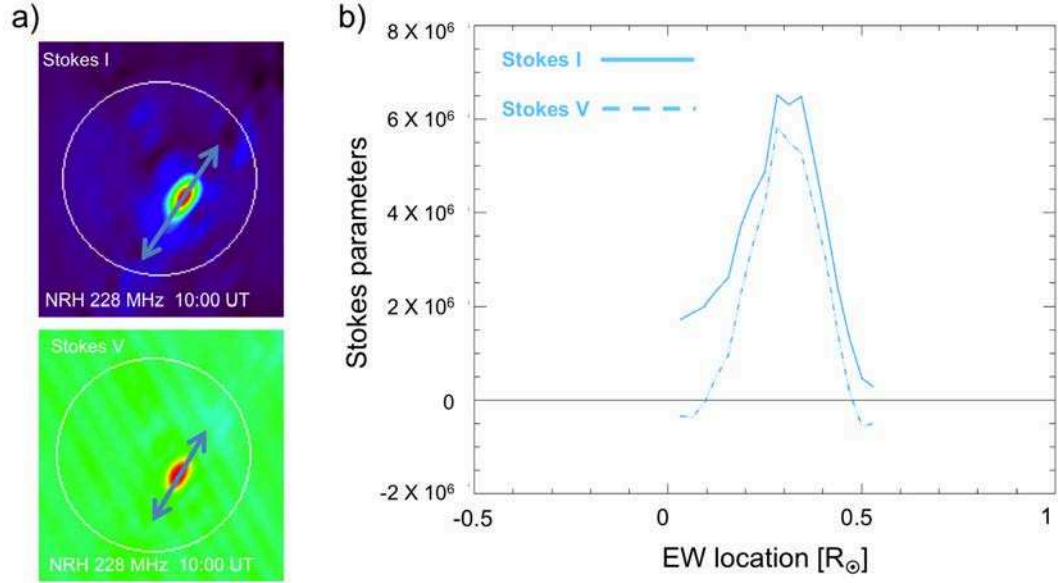 a)
Stokes I
NRH 228 MHz 10:00 UT
Stokes V
NRH 228 MHz 10:00 UT
b)
Stokes parameters
8 X 10⁶
6 X 10⁶
4 X 10⁶
2 X 10⁶
0
-2 X 10⁶
Stokes I
Stokes V
-0.5
0
0.5
1
EW location [R☉]